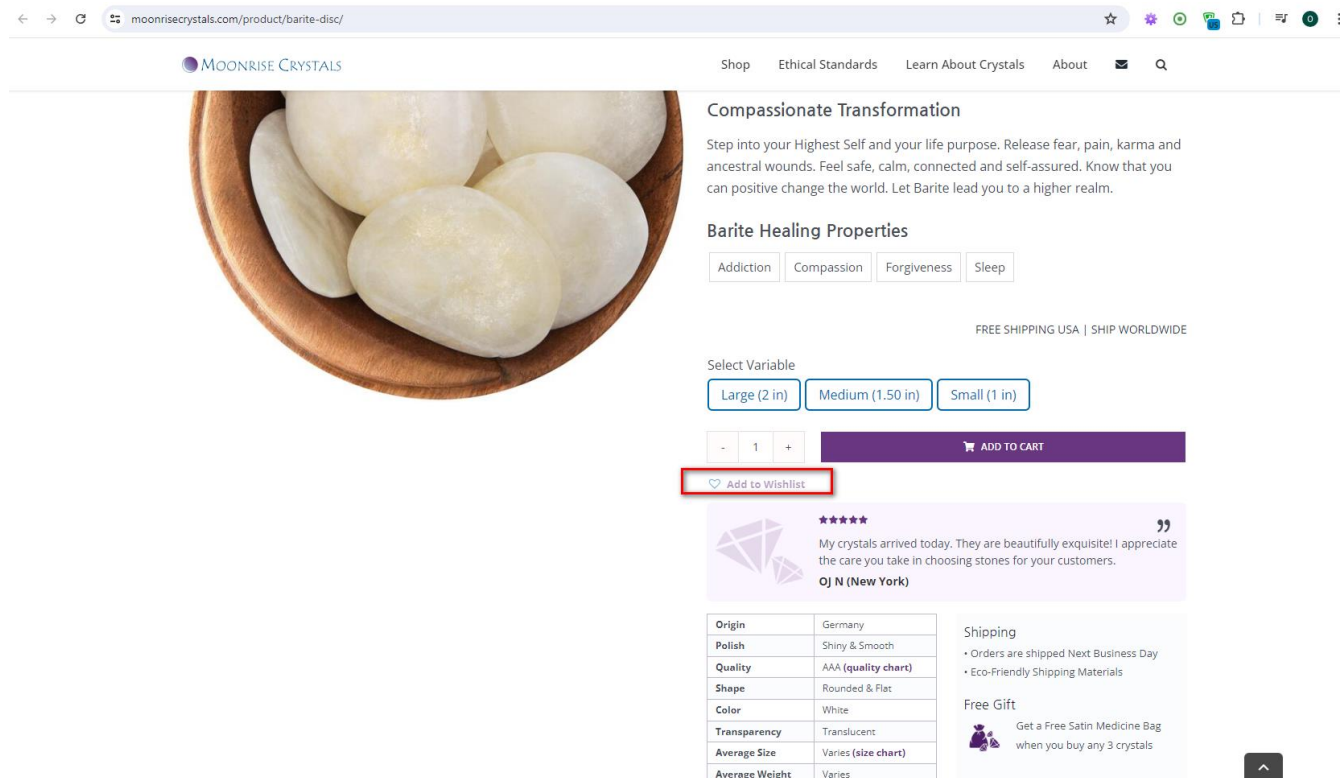 moonrisecrystals.com/product/barite-disc/
US
O
MOONRISE CRYSTALS
Shop Ethical Standards Learn About Crystals About
Compassionate Transformation
Step into your Highest Self and your life purpose. Release fear, pain, karma and
ancestral wounds. Feel safe, calm, connected and self-assured. Know that you
can positive change the world. Let Barite lead you to a higher realm.
Barite Healing Properties
Addiction Compassion Forgiveness Sleep
FREE SHIPPING USA | SHIP WORLDWIDE
Select Variable
Large (2 in) Medium (1.50 in) Small (1 in)
- 1 + ADD TO CART
Add to Wishlist
My crystals arrived today. They are beautifully exquisite! I appreciate
the care you take in choosing stones for your customers.
OJ N (New York)
Origin Germany
Polish Shiny & Smooth
Quality AAA (quality chart)
Shape Rounded & Flat
Color White
Transparency Translucent
Average Size Varies (size chart)
Average Weight Varies
Shipping
• Orders are shipped Next Business Day
• Eco-Friendly Shipping Materials
Free Gift
Get a Free Satin Medicine Bag
when you buy any 3 crystals